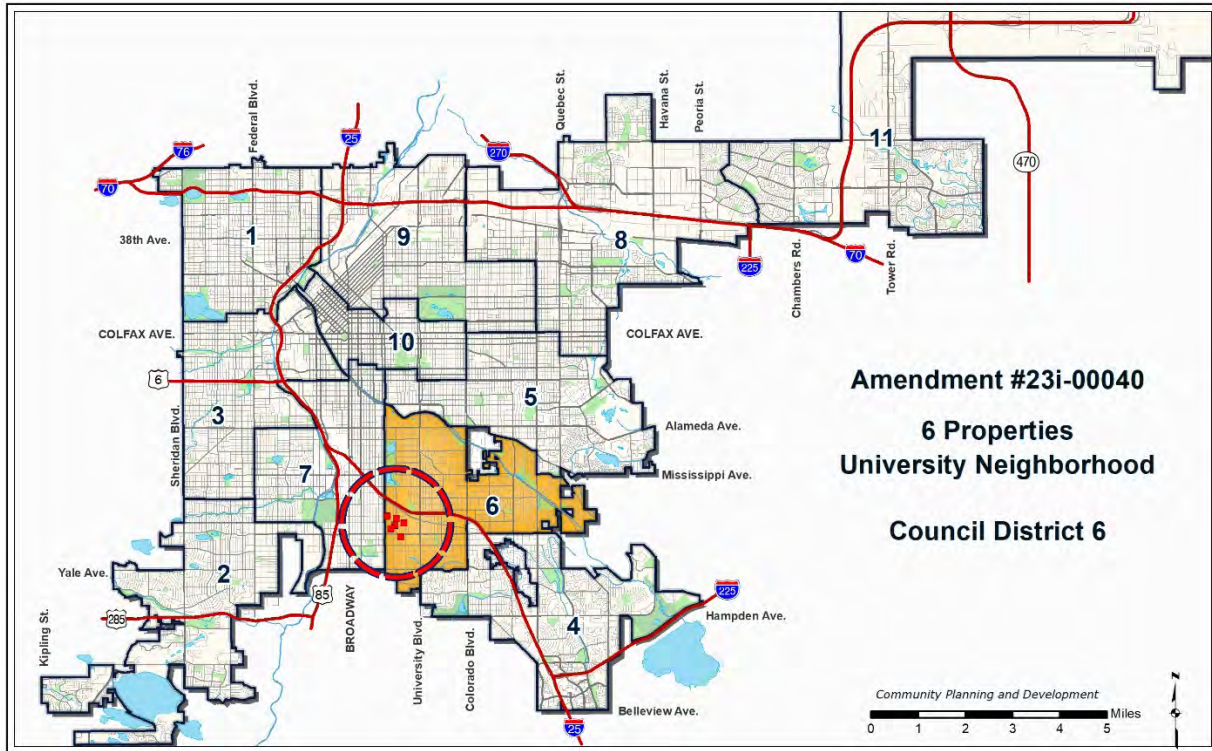 Federal Blvd.
25
Quebec St.
Havana St.
Peoria St.
76
270
11
470
70
1
9
8
38th Ave.
225
70
Chambers Rd.
Tower Rd.
COLFAX AVE.
10
COLFAX AVE.
6
5
Amendment #23i-00040
6 Properties
University Neighborhood
Council District 6
3
Sheridan Blvd.
Alameda Ave.
7
Mississippi Ave.
6
Yale Ave.
2
85
BROADWAY
285
Kipling St.
University Blvd.
Colorado Blvd.
225
Hampden Ave.
4
Belleview Ave.
25
Community Planning and Development
0 1 2 3 4 5
Miles
N